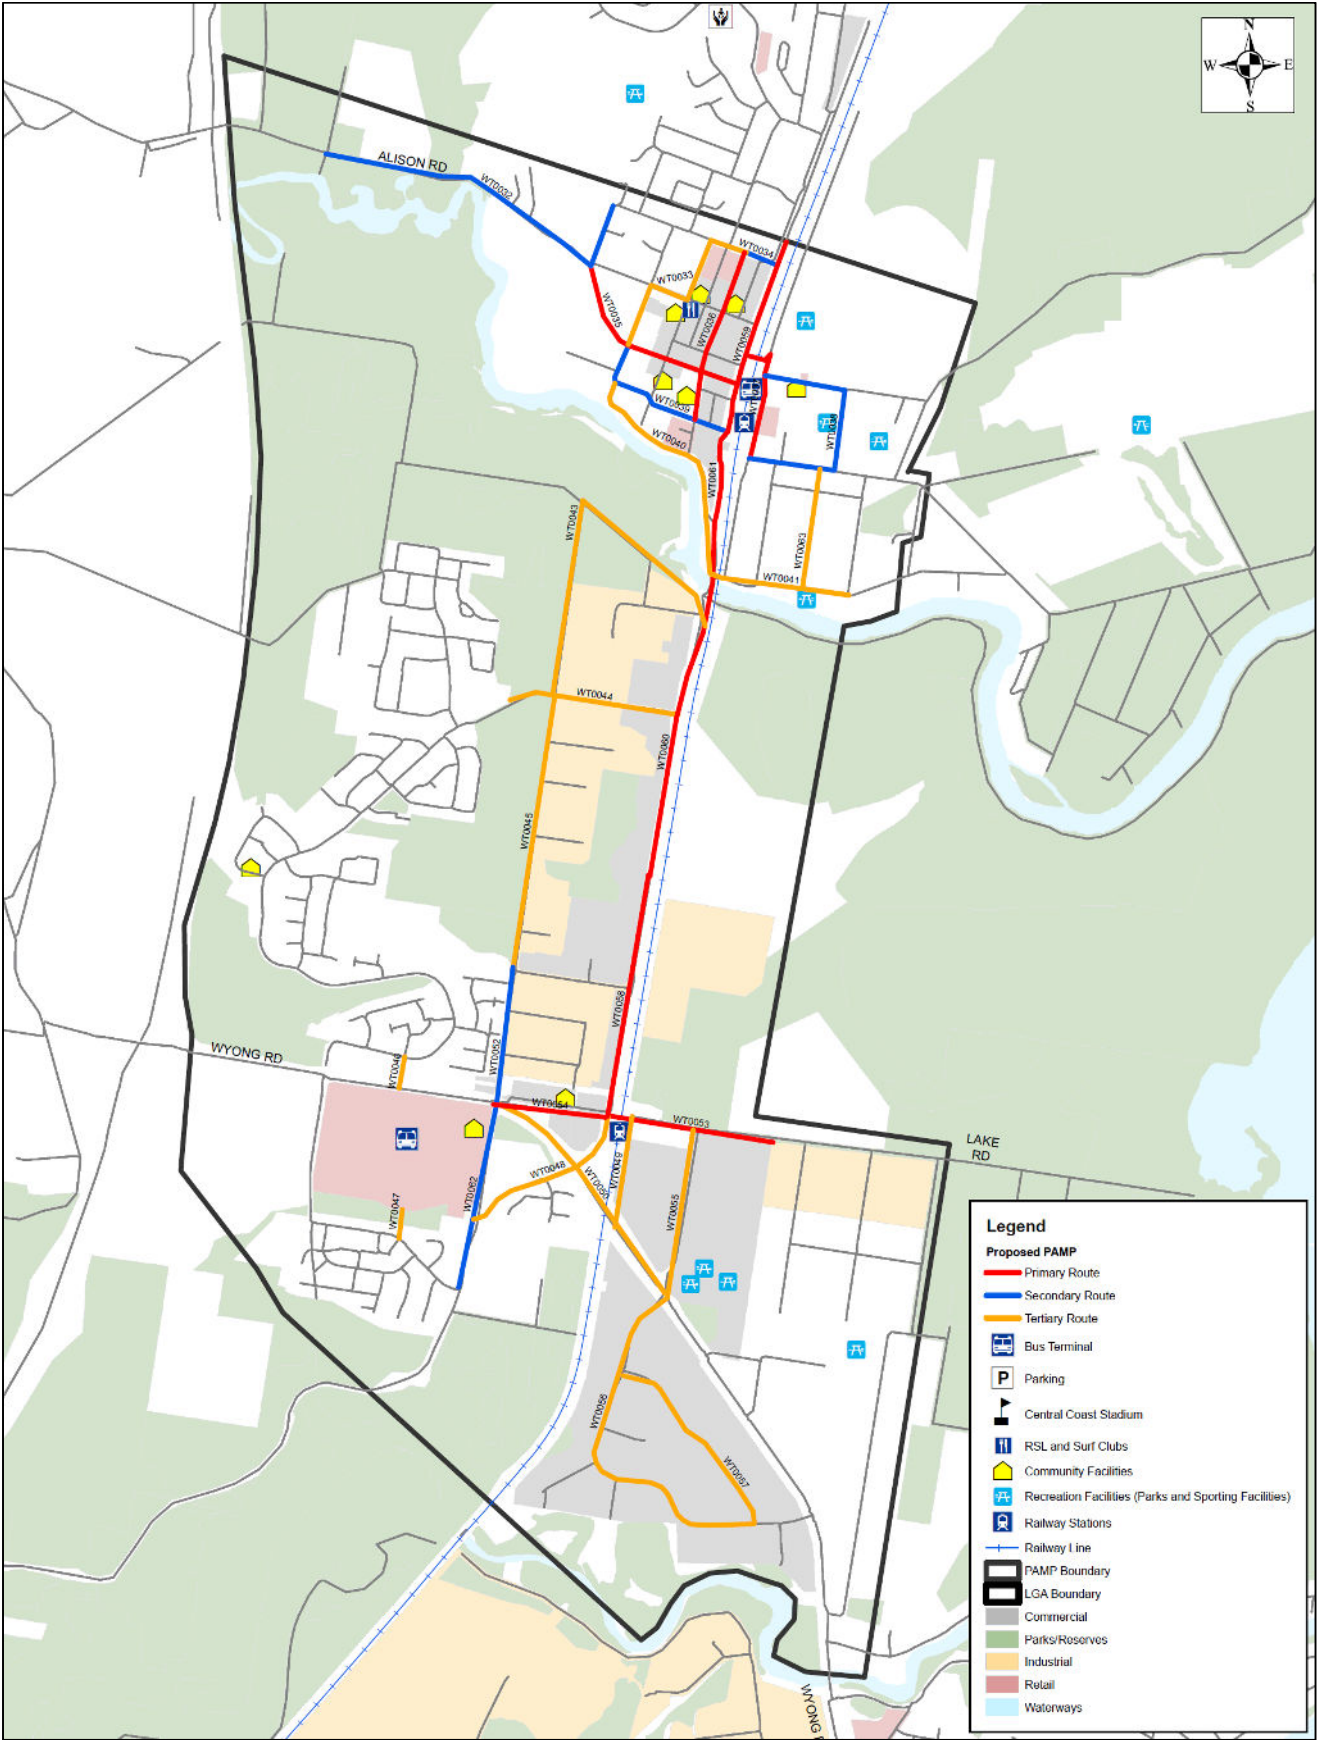 N
W E
S
ALISON RD
WT0032
WT0034
WT0033
WT0035
WT0036
WT0059
WT0039
WT0038
WT0040
WT0061
WT0063
WT0041
WT0043
WT0044
WT0060
WT0045
WT0058
WT0052
WYONG RD
WT0046
WT0054
WT0053
LAKE
RD
WT0048
WT0050
WT0049
WT0062
WT0047
WT0055
WT0056
WT0057
WYONG
Legend
Proposed PAMP
Primary Route
Secondary Route
Tertiary Route
Bus Terminal
P Parking
Central Coast Stadium
RSL and Surf Clubs
Community Facilities
Recreation Facilities (Parks and Sporting Facilities)
Railway Stations
Railway Line
PAMP Boundary
LGA Boundary
Commercial
Parks/Reserves
Industrial
Retail
Waterways